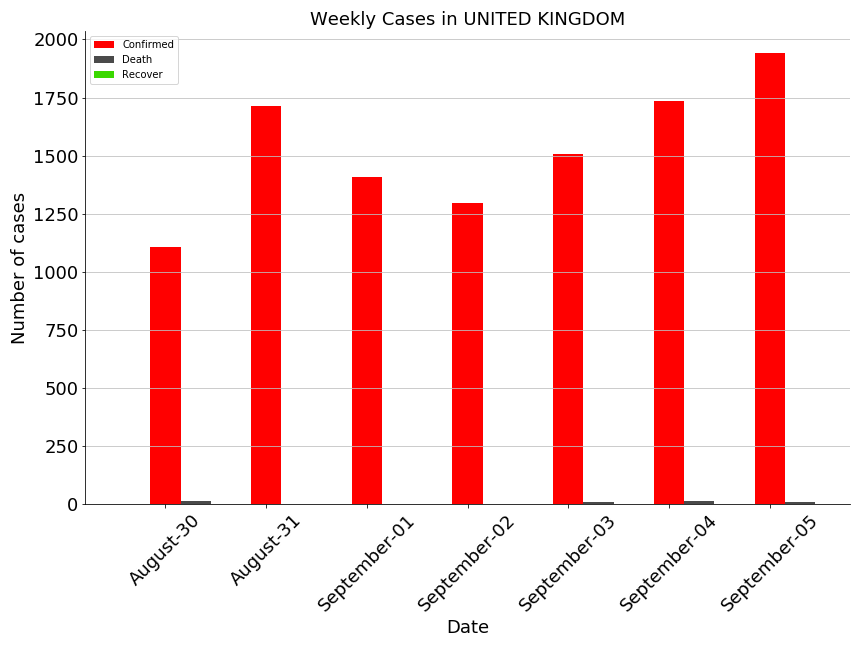 Weekly Cases in UNITED KINGDOM
Confirmed
Death
Recover
2000
1750
1500
1250
1000
750
500
250
0
Number of cases
August-30
August-31
September-01
September-02
September-03
September-04
September-05
Date